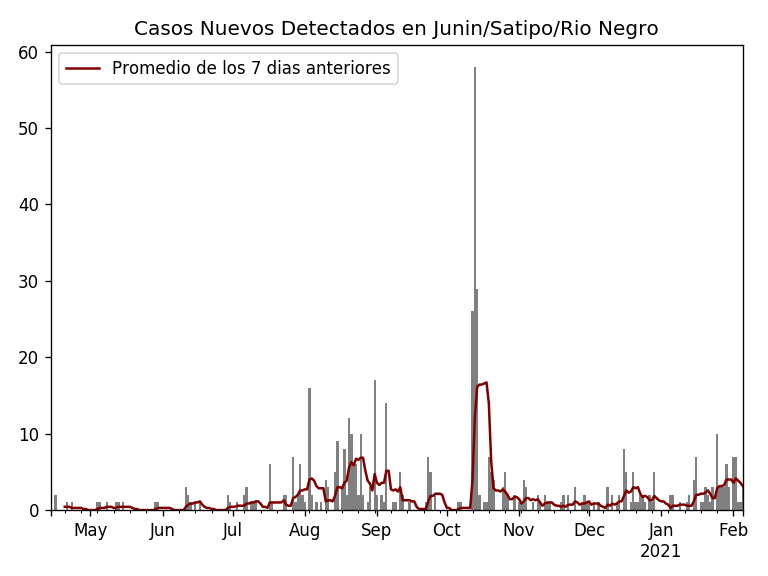 Casos Nuevos Detectados en Junin/Satipo/Rio Negro
Promedio de los 7 dias anteriores
60
50
40
30
20
10
0
May Jun Jul Aug Sep Oct Nov Dec Jan Feb
2021